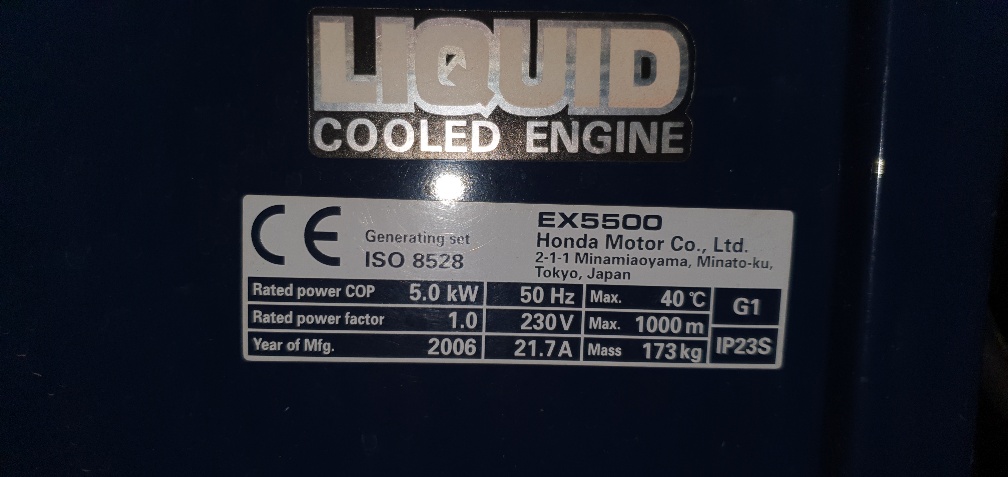 LIQUID
COOLED ENGINE
CE Generating set ISO 8528
EX5500
Honda Motor Co., Ltd.
2-1-1 Minamiaoyama, Minato-ku,
Tokyo, Japan
Rated power COP 5.0 kW 50 Hz Max. 40 °C G1
Rated power factor 1.0 230 V Max. 1000 m
Year of Mfg. 2006 21.7 A Mass 173 kg IP23S